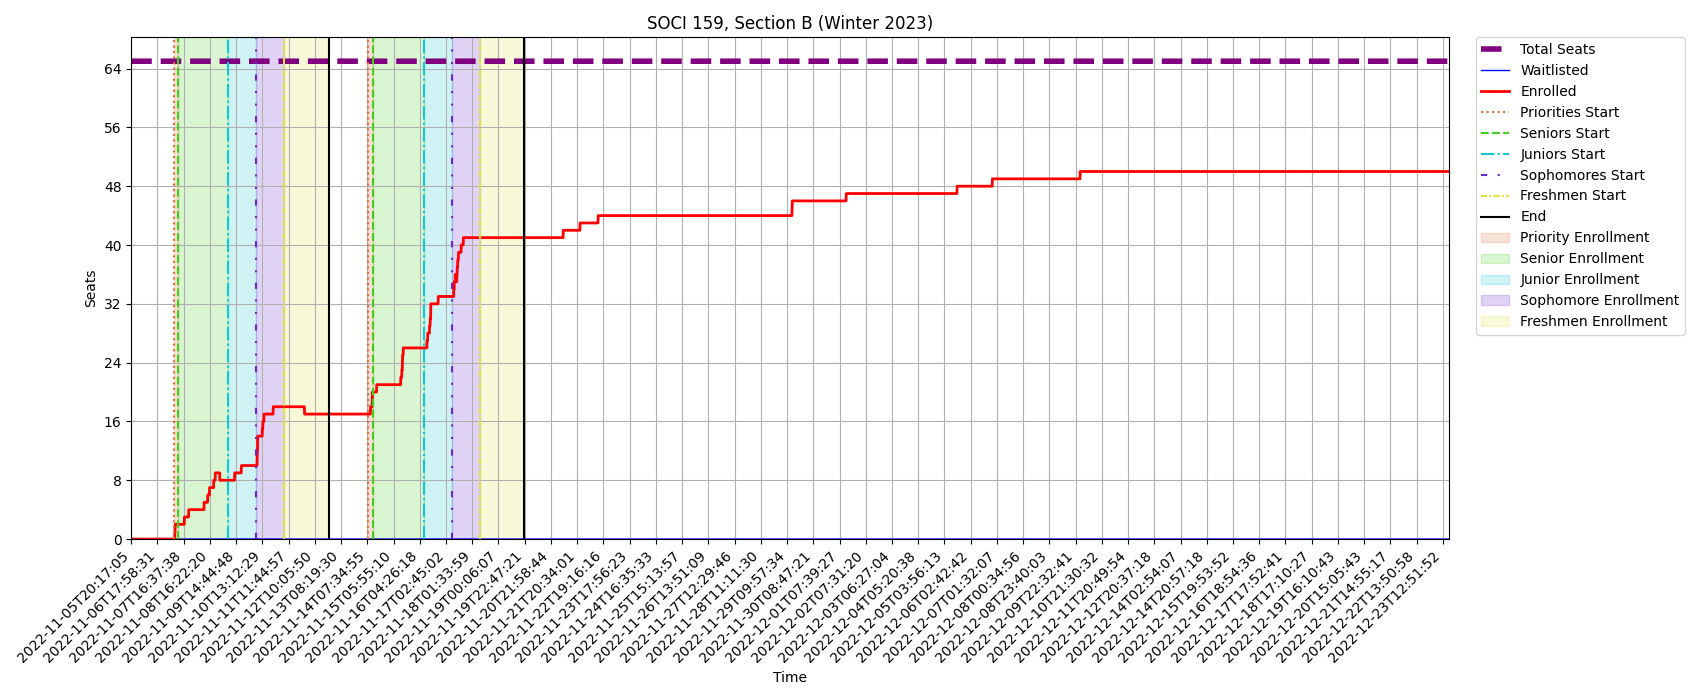 SOCI 159, Section B (Winter 2023)
Seats
64
56
48
40
32
24
16
8
0
2022-11-05T20:17:05
2022-11-06T17:58:31
2022-11-07T16:37:38
2022-11-08T16:22:20
2022-11-09T14:44:48
2022-11-10T13:12:29
2022-11-11T11:44:57
2022-11-12T10:05:50
2022-11-13T08:19:30
2022-11-14T07:34:55
2022-11-15T05:55:10
2022-11-16T04:26:18
2022-11-17T02:45:02
2022-11-18T01:33:59
2022-11-19T00:06:07
2022-11-19T22:47:21
2022-11-20T21:58:44
2022-11-21T20:34:01
2022-11-22T19:16:16
2022-11-23T17:56:23
2022-11-24T16:35:33
2022-11-25T15:13:57
2022-11-26T13:51:09
2022-11-27T12:29:46
2022-11-28T11:11:30
2022-11-29T09:57:34
2022-11-30T08:47:21
2022-12-01T07:39:27
2022-12-02T07:31:20
2022-12-03T06:27:04
2022-12-04T05:20:38
2022-12-05T03:56:13
2022-12-06T02:42:42
2022-12-07T01:32:07
2022-12-08T00:34:56
2022-12-08T23:40:03
2022-12-09T22:32:41
2022-12-10T21:30:32
2022-12-11T20:49:54
2022-12-12T20:37:18
2022-12-14T02:54:07
2022-12-14T20:57:18
2022-12-15T19:53:52
2022-12-16T18:54:36
2022-12-17T17:52:41
2022-12-18T17:10:27
2022-12-19T16:10:43
2022-12-20T15:05:43
2022-12-21T14:55:17
2022-12-22T13:50:58
2022-12-23T12:51:52
Time
Total Seats
Waitlisted
Enrolled
Priorities Start
Seniors Start
Juniors Start
Sophomores Start
Freshmen Start
End
Priority Enrollment
Senior Enrollment
Junior Enrollment
Sophomore Enrollment
Freshmen Enrollment